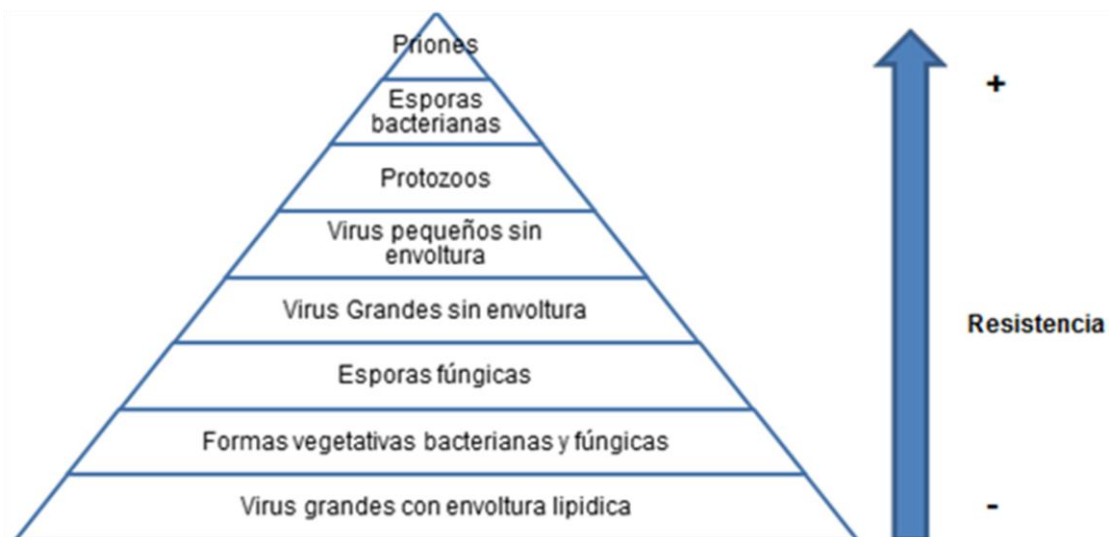 Priones
+
Esporas
bacterianas
Protozoos
Virus pequeños sin
envoltura
Virus Grandes sin envoltura
Resistencia
Esporas fúngicas
Formas vegetativas bacterianas y fúngicas
Virus grandes con envoltura lipidica
-